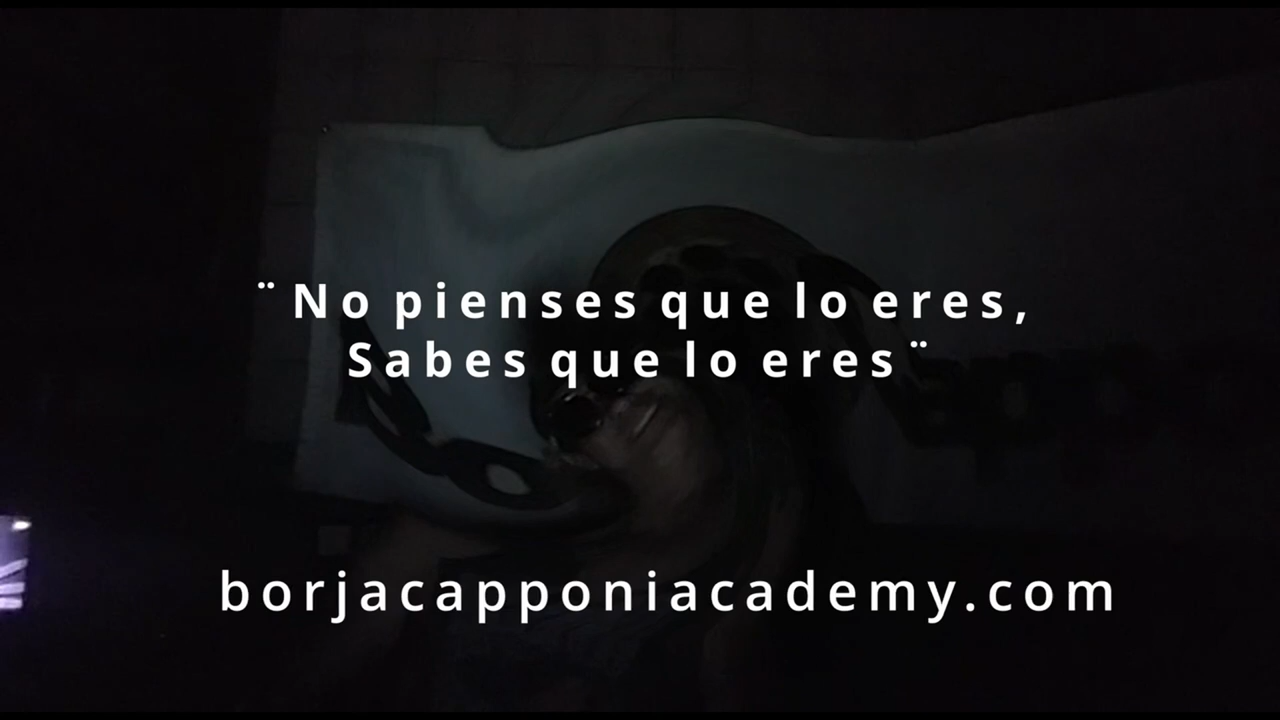 ¨No pienses que lo eres,
Sabes que lo eres¨
borjacapponiacademy.com